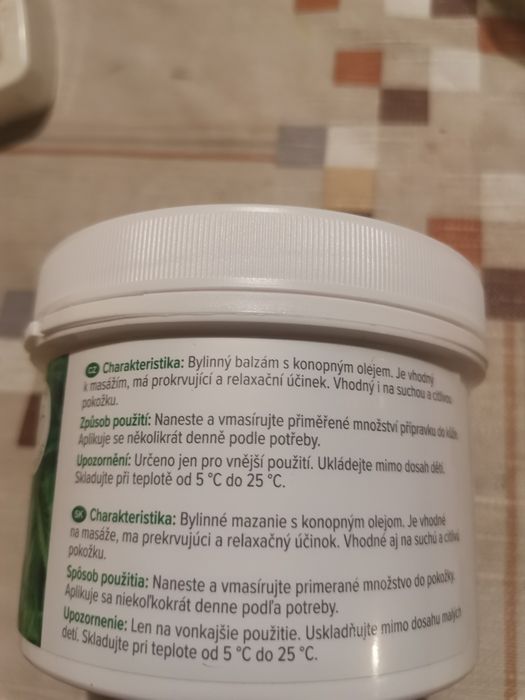 CZ Charakteristika: Bylinný balzám s konopným olejem. Je vhodný
k masážím, má prokrvující a relaxační účinek. Vhodný i na suchou a citlivou
pokožku.
Způsob použití: Naneste a vmasírujte přiměřené množství přípravku do kůže.
Aplikuje se několikrát denně podle potřeby.
Upozornění: Určeno jen pro vnější použití. Ukládejte mimo dosah dětí.
Skladujte při teplotě od 5 °C do 25 °C.
SK Charakteristika: Bylinné mazanie s konopným olejom. Je vhodné
na masáže, ma prekrvujúci a relaxačný účinok. Vhodné aj na suchú a citlivú
pokožku.
Spôsob použitia: Naneste a vmasírujte primerané množstvo do pokožky.
Aplikuje sa niekoľkokrát denne podľa potreby.
Upozornenie: Len na vonkajšie použitie. Uskladňujte mimo dosahu malých
detí. Skladujte pri teplote od 5 °C do 25 °C.